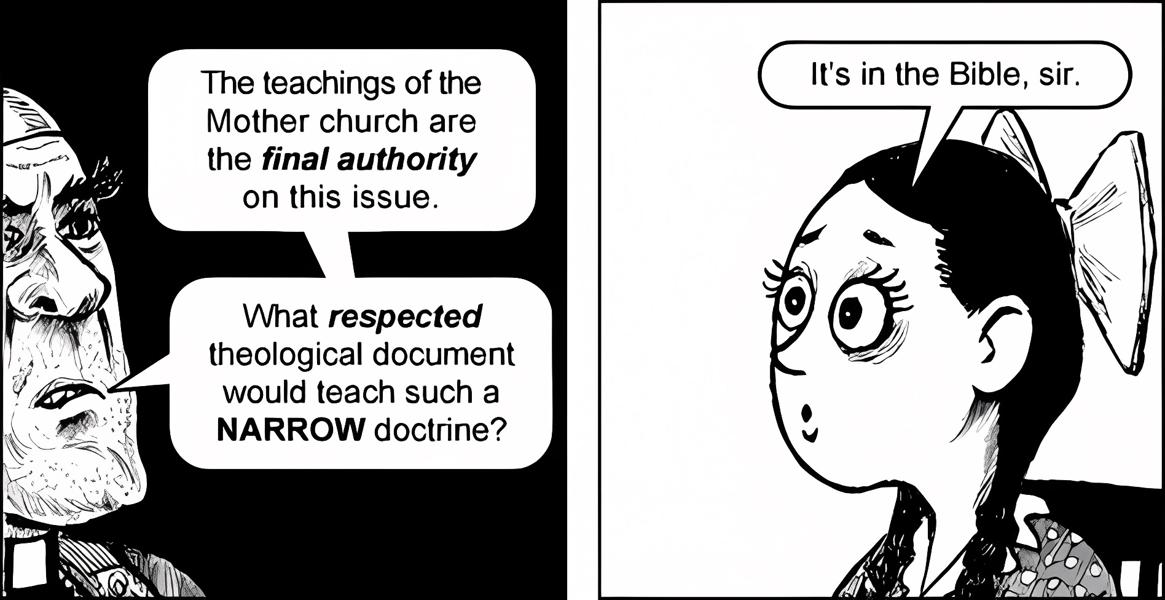 The teachings of the
Mother church are
the final authority
on this issue.
What respected
theological document
would teach such a
NARROW doctrine?
It's in the Bible, sir.